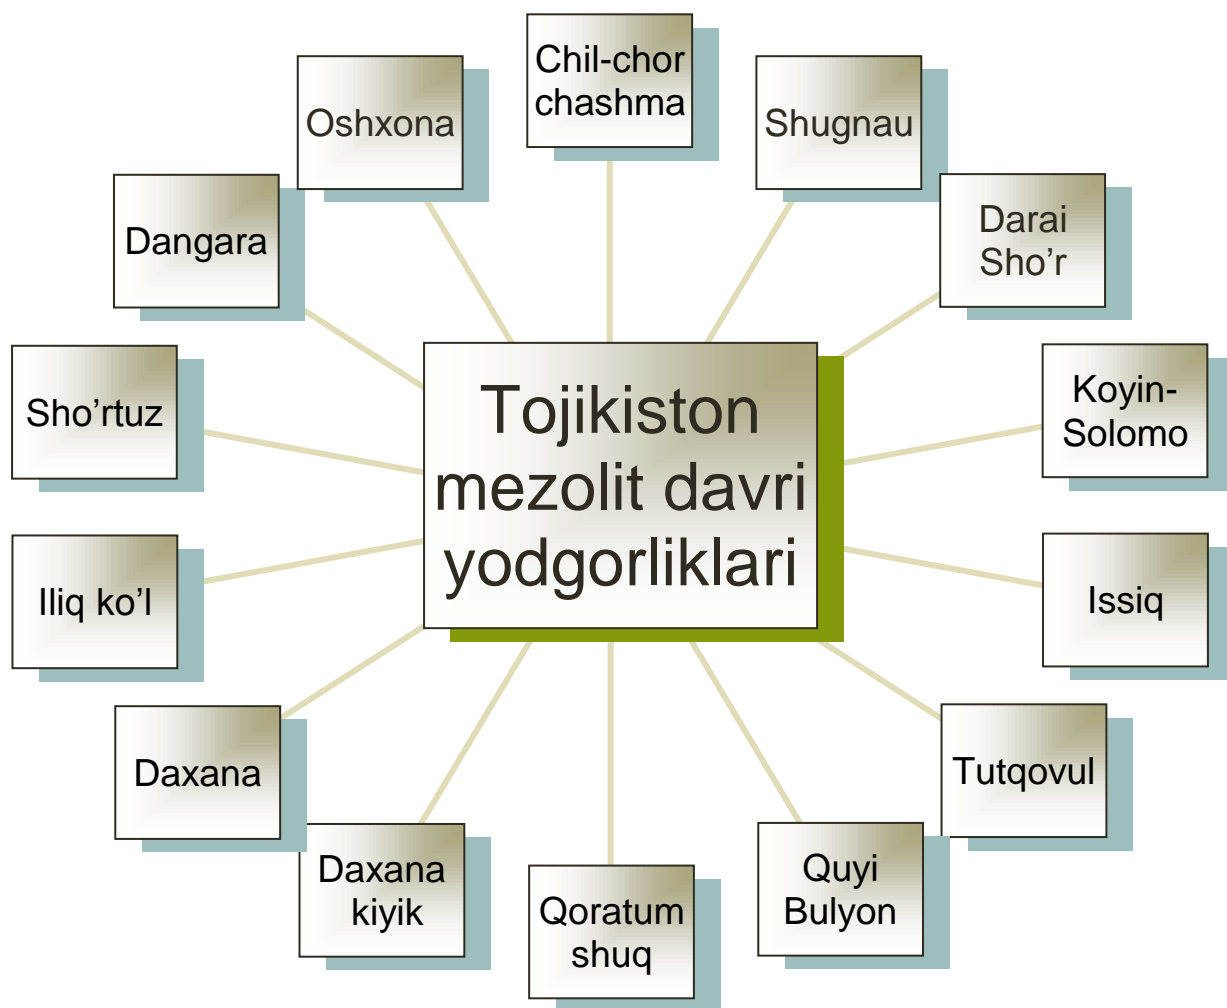 Chil-chor
chashma
Oshxona
Shugnau
Dangara
Darai
Sho’r
Sho’rtuz
Koyin-
Solomo
Tojikiston
mezolit davri
yodgorliklari
Iliq ko’l
Issiq
Daxana
Tutqovul
Daxana
kiyik
Quyi
Bulyon
Qoratum
shuq